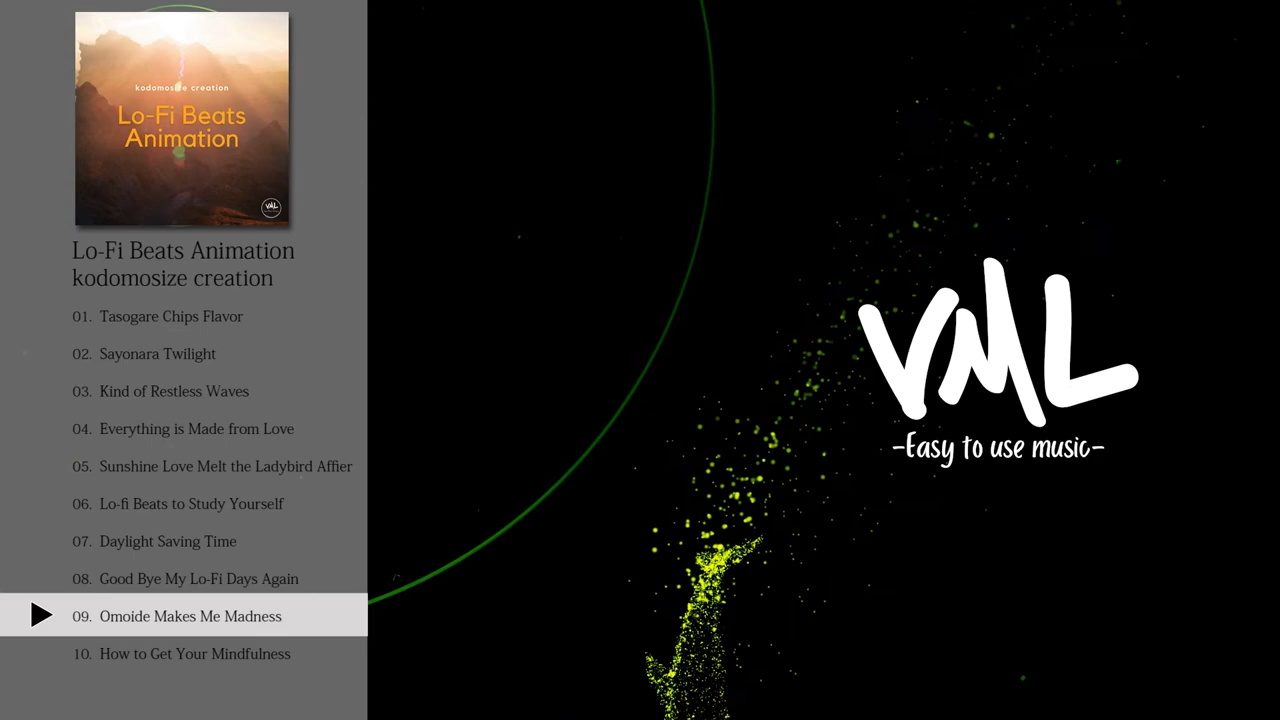 kodomosize creation
Lo-Fi Beats
Animation
VML
Lo-Fi Beats Animation
kodomosize creation
01. Tasogare Chips Flavor
02. Sayonara Twilight
03. Kind of Restless Waves
04. Everything is Made from Love
05. Sunshine Love Melt the Ladybird Affier
06. Lo-fi Beats to Study Yourself
07. Daylight Saving Time
08. Good Bye My Lo-Fi Days Again
09. Omoide Makes Me Madness
10. How to Get Your Mindfulness
VML
-Easy to use music-